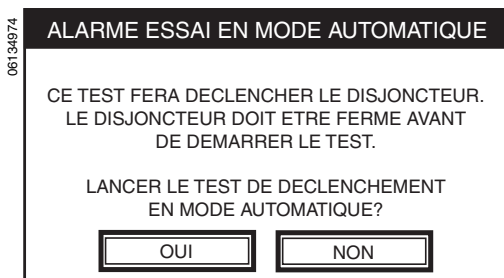 06134974
ALARME ESSAI EN MODE AUTOMATIQUE
CE TEST FERA DECLENCHER LE DISJONCTEUR.
LE DISJONCTEUR DOIT ETRE FERME AVANT
DE DEMARRER LE TEST.
LANCER LE TEST DE DECLENCHEMENT
EN MODE AUTOMATIQUE?
OUI
NON